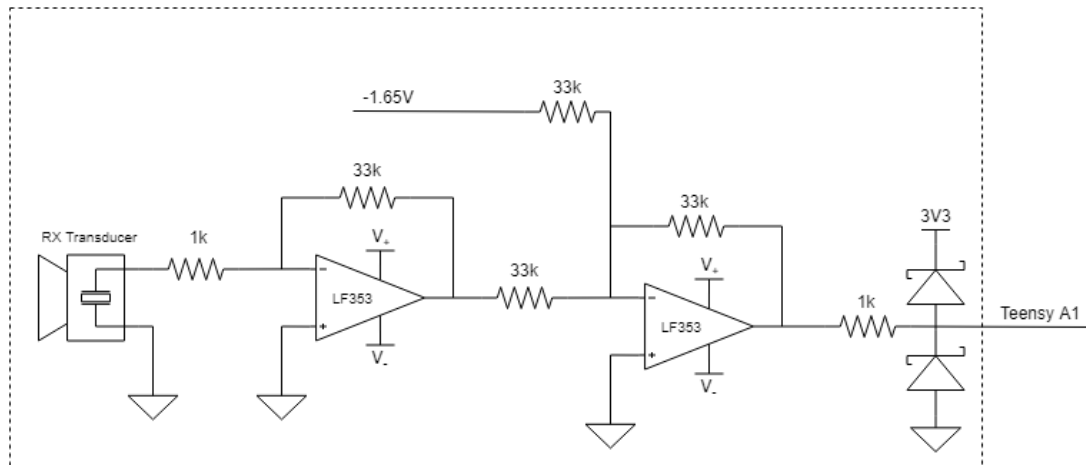 -1.65V
33k
33k
33k
3V3
RX Transducer
1k
V+
V+
−
LF353
+
33k
−
LF353
+
1k
Teensy A1
V-
V-